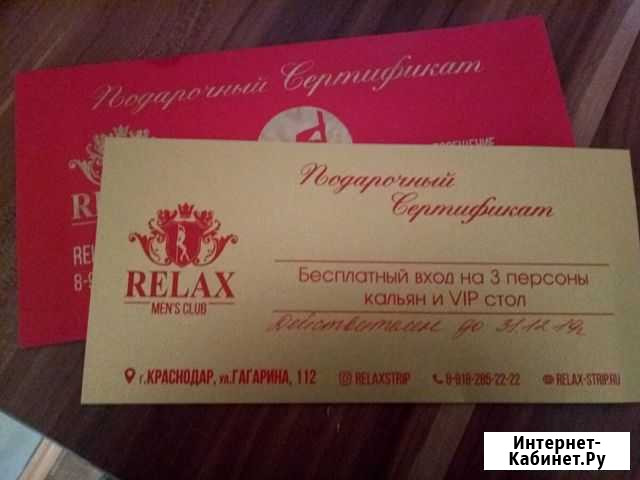 Подарочный Сертификат
Подарочный
Сертификат
RELAX
MEN'S CLUB
Бесплатный вход на 3 персоны
кальян и VIP стол
Действителен до 31.12.19г
г.КРАСНОДАР, ул.ГАГАРИНА, 112
RELAXSTRIP
8-918-285-22-22
RELAX-STRIP.RU
Интернет-
Кабинет.Ру